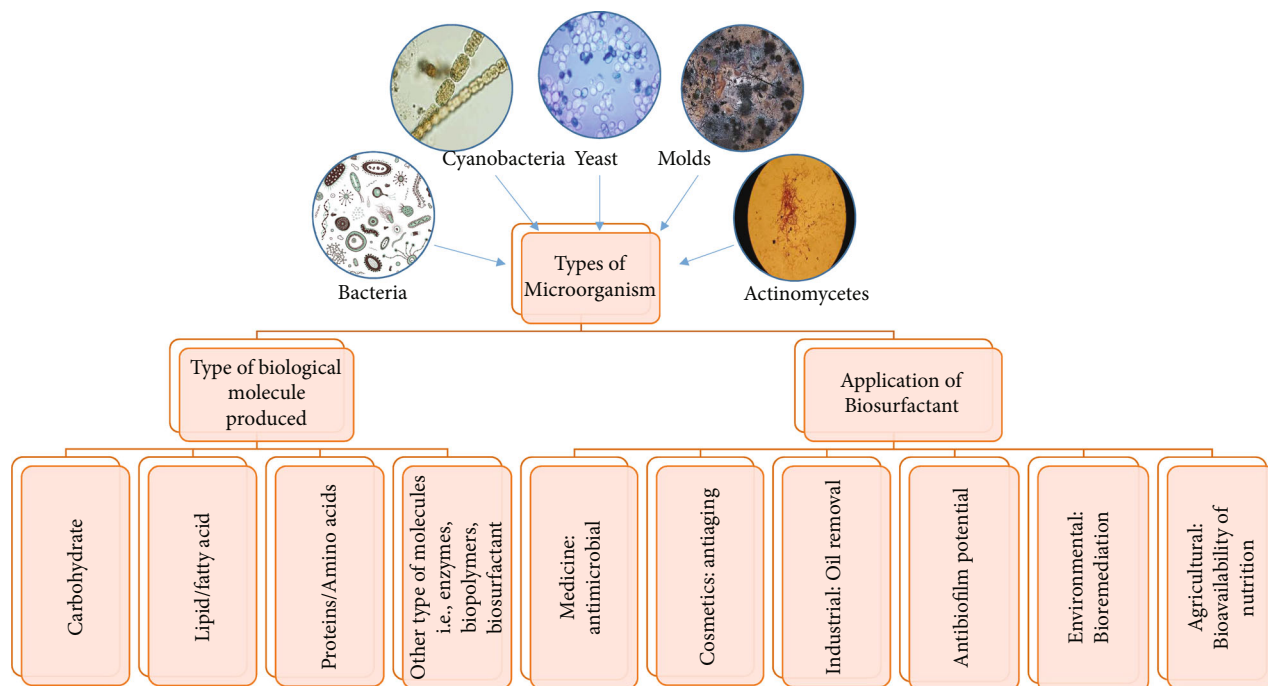 Cyanobacteria
Yeast
Molds
Bacteria
Types of
Microorganism
Actinomycetes
Type of biological
molecule
produced
Application of
Biosurfactant
Carbohydrate
Lipid/fatty acid
Proteins/Amino acids
Other type of molecules
i.e., enzymes,
biopolymers,
biosurfactant
Medicine:
antimicrobial
Cosmetics: antiaging
Industrial: Oil removal
Antibiofilm potential
Environmental:
Bioremediation
Agricultural:
Bioavailability of
nutrition